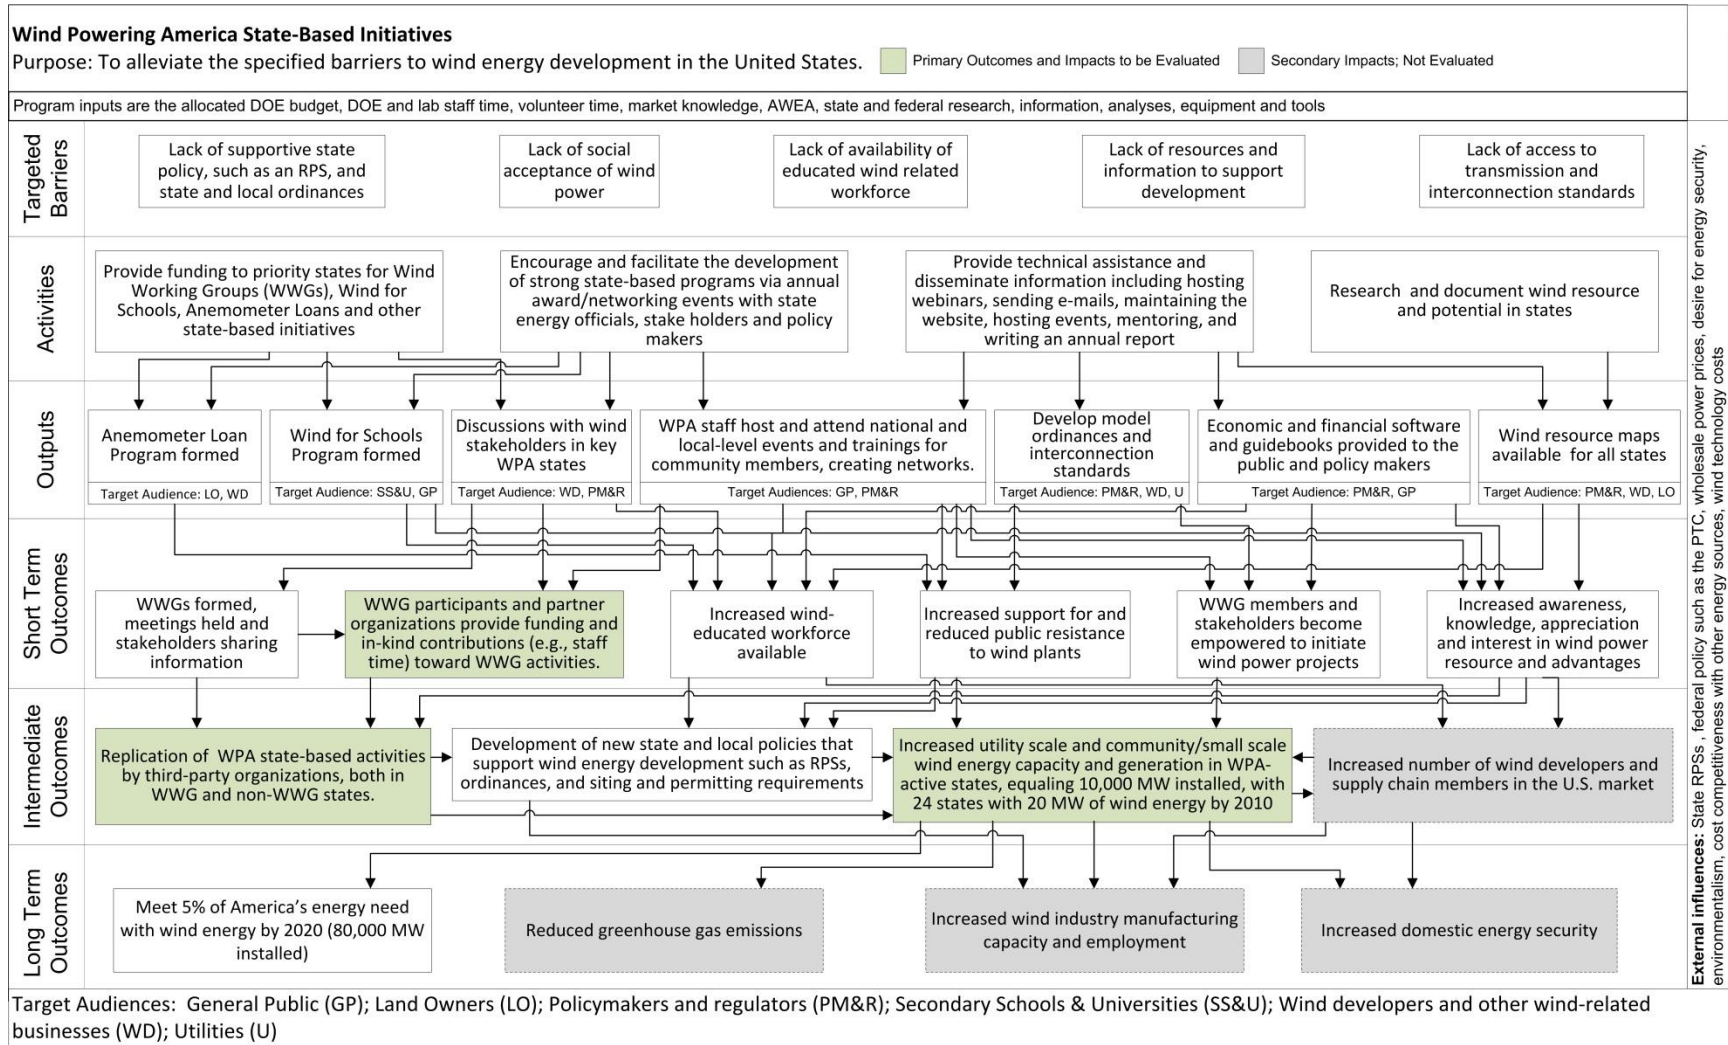 Wind Powering America State-Based Initiatives
Purpose: To alleviate the specified barriers to wind energy development in the United States.
Primary Outcomes and Impacts to be Evaluated
Secondary Impacts; Not Evaluated
Program inputs are the allocated DOE budget, DOE and lab staff time, volunteer time, market knowledge, AWEA, state and federal research, information, analyses, equipment and tools
Targeted
Barriers
Lack of supportive state
policy, such as an RPS, and
state and local ordinances
Lack of social
acceptance of wind
power
Lack of availability of
educated wind related
workforce
Lack of resources and
information to support
development
Lack of access to
transmission and
interconnection standards
Activities
Provide funding to priority states for Wind
Working Groups (WWGs), Wind for
Schools, Anemometer Loans and other
state-based initiatives
Encourage and facilitate the development
of strong state-based programs via annual
award/networking events with state
energy officials, stake holders and policy
makers
Provide technical assistance and
disseminate information including hosting
webinars, sending e-mails, maintaining the
website, hosting events, mentoring, and
writing an annual report
Research and document wind resource
and potential in states
Outputs
Anemometer Loan
Program formed
Target Audience: LO, WD
Wind for Schools
Program formed
Target Audience: SS&U, GP
Discussions with wind
stakeholders in key
WPA states
Target Audience: WD, PM&R
WPA staff host and attend national and
local-level events and trainings for
community members, creating networks.
Target Audience: GP, PM&R
Develop model
ordinances and
interconnection
standards
Target Audience: PM&R, WD, U
Economic and financial software
and guidebooks provided to the
public and policy makers
Target Audience: PM&R, GP
Wind resource maps
available for all states
Target Audience: PM&R, WD, LO
Short Term
Outcomes
WWGs formed,
meetings held and
stakeholders sharing
information
WWG participants and partner
organizations provide funding and
in-kind contributions (e.g., staff
time) toward WWG activities.
Increased wind-
educated workforce
available
Increased support for and
reduced public resistance
to wind plants
WWG members and
stakeholders become
empowered to initiate
wind power projects
Increased awareness,
knowledge, appreciation
and interest in wind power
resource and advantages
Intermediate
Outcomes
Replication of WPA state-based activities
by third-party organizations, both in
WWG and non-WWG states.
Development of new state and local policies that
support wind energy development such as RPSs,
ordinances, and siting and permitting requirements
Increased utility scale and community/small scale
wind energy capacity and generation in WPA-
active states, equaling 10,000 MW installed, with
24 states with 20 MW of wind energy by 2010
Increased number of wind developers and
supply chain members in the U.S. market
Long Term
Outcomes
Meet 5% of America's energy need
with wind energy by 2020 (80,000 MW
installed)
Reduced greenhouse gas emissions
Increased wind industry manufacturing
capacity and employment
Increased domestic energy security
External influences: State RPSs , federal policy such as the PTC, wholesale power prices, desire for energy security,
environmentalism, cost competitiveness with other energy sources, wind technology costs
Target Audiences: General Public (GP); Land Owners (LO); Policymakers and regulators (PM&R); Secondary Schools & Universities (SS&U); Wind developers and other wind-related
businesses (WD); Utilities (U)